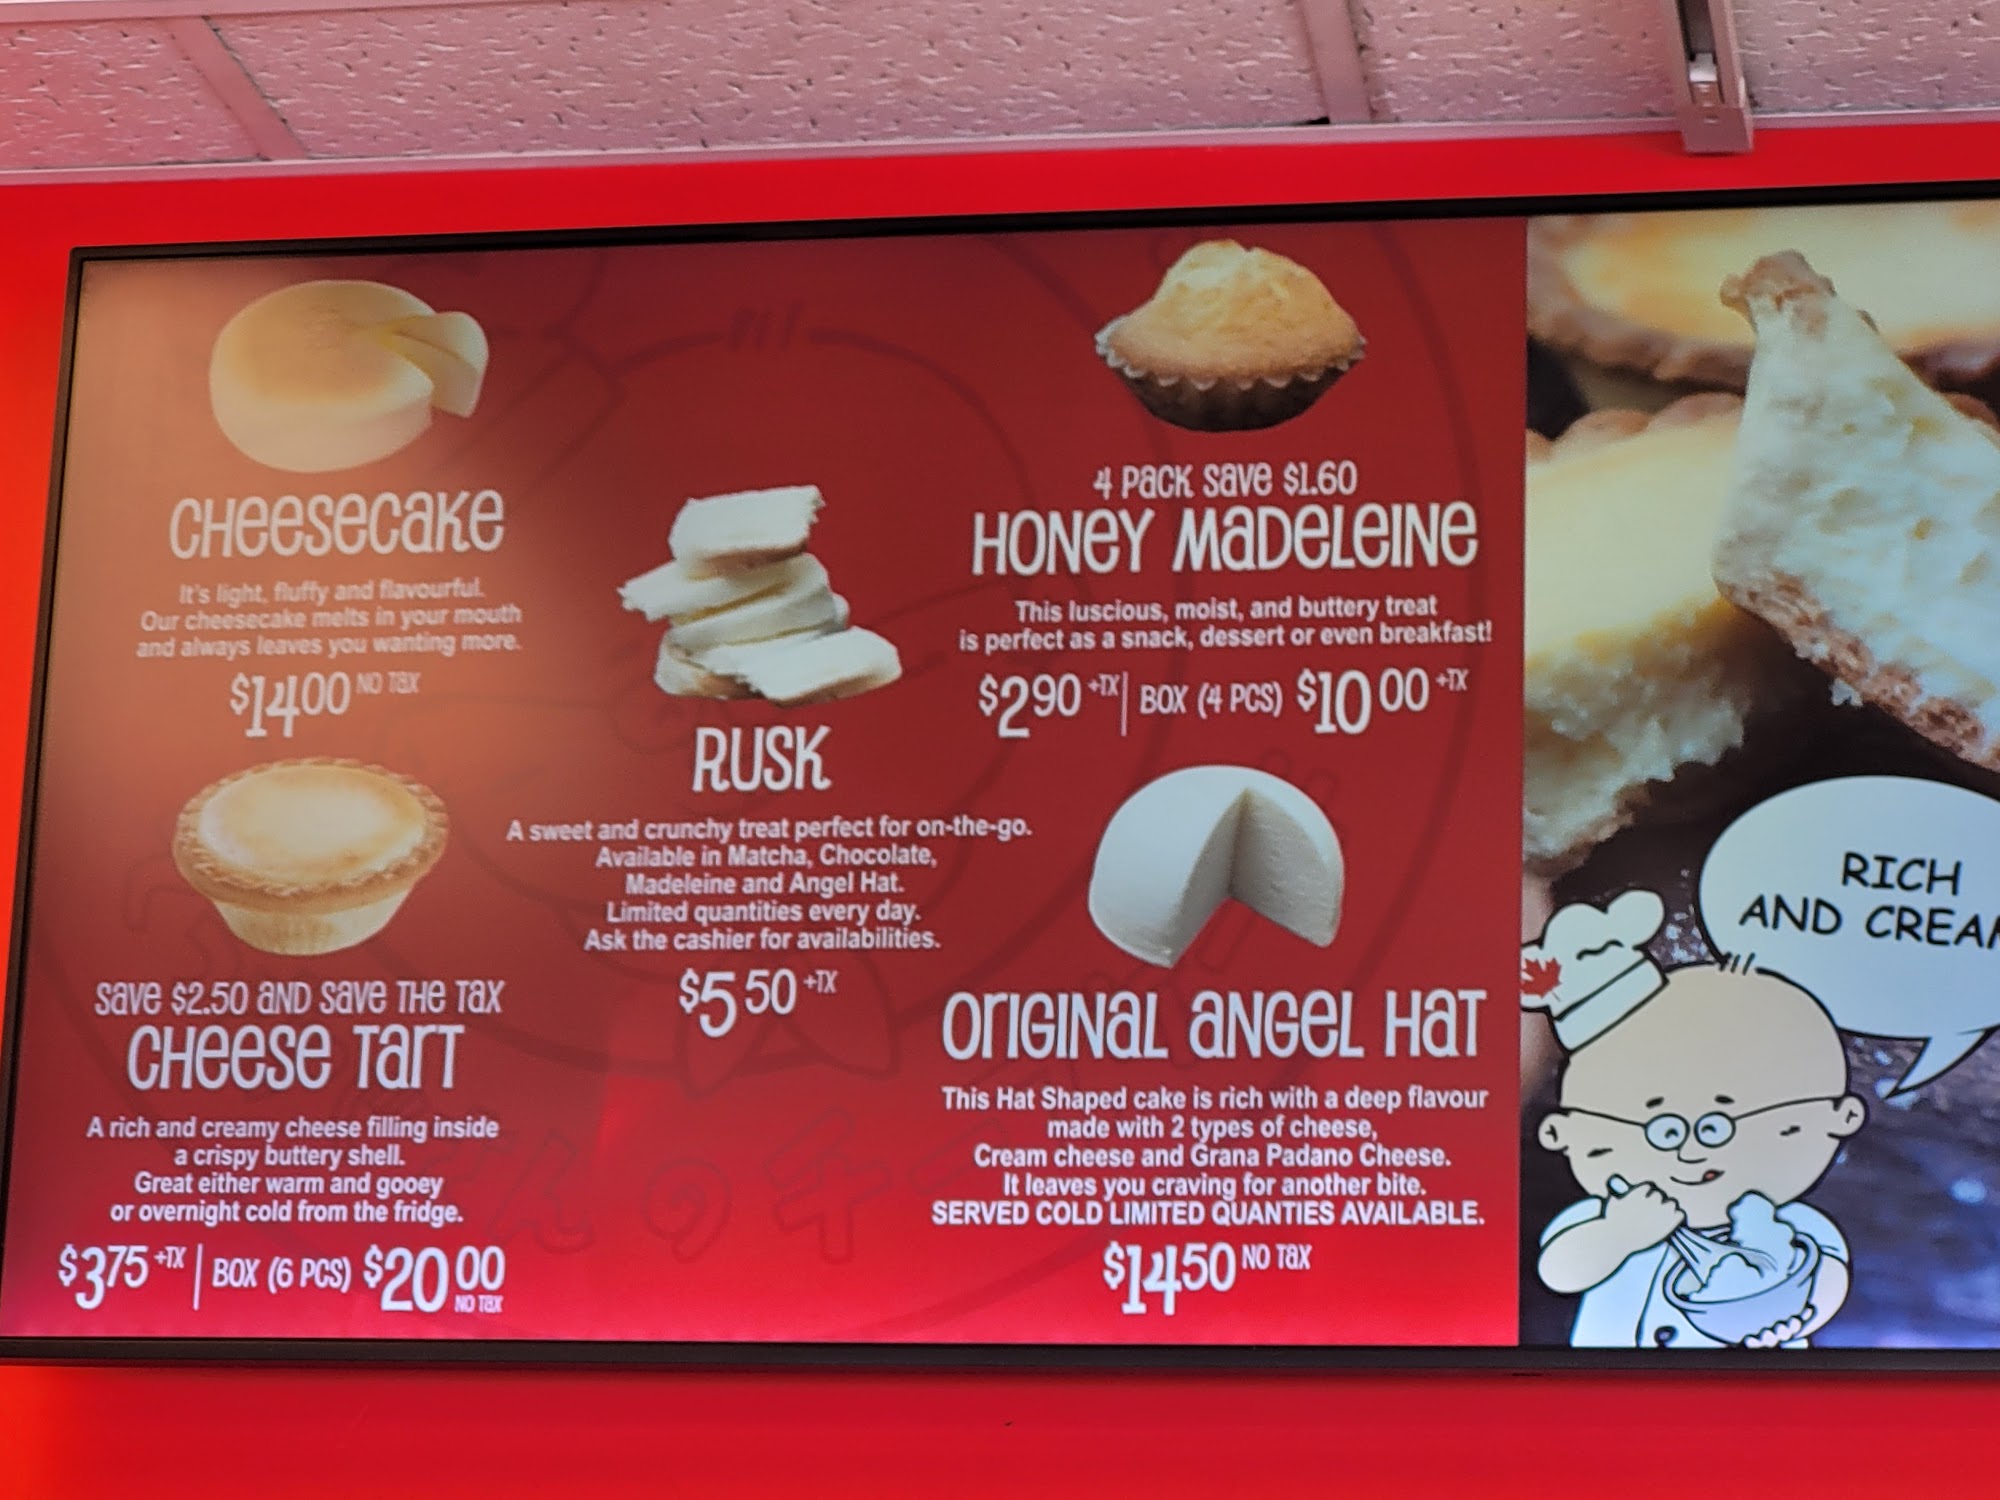 CHeesecake
It's light, fluffy and flavourful.
Our cheesecake melts in your mouth
and always leaves you wanting more.
$14.00 NO Tax
Save $2.50 AND Save THe Tax
CHeese TarT
A rich and creamy cheese filling inside
a crispy buttery shell.
Great either warm and gooey
or overnight cold from the fridge.
$3.75 +TX | BOX (6 PCS) $20.00 NO Tax
RUSK
A sweet and crunchy treat perfect for on-the-go.
Available in Matcha, Chocolate,
Madeleine and Angel Hat.
Limited quantities every day.
Ask the cashier for availabilities.
$5.50 +TX
4 Pack Save $1.60
HONeY MaDeLeINe
This luscious, moist, and buttery treat
is perfect as a snack, dessert or even breakfast!
$2.90 +TX | BOX (4 PCS) $10.00 +TX
OrIGINaL aNGeL HaT
This Hat Shaped cake is rich with a deep flavour
made with 2 types of cheese,
Cream cheese and Grana Padano Cheese.
It leaves you craving for another bite.
SERVED COLD LIMITED QUANTIES AVAILABLE.
$14.50 NO Tax
RICH
AND